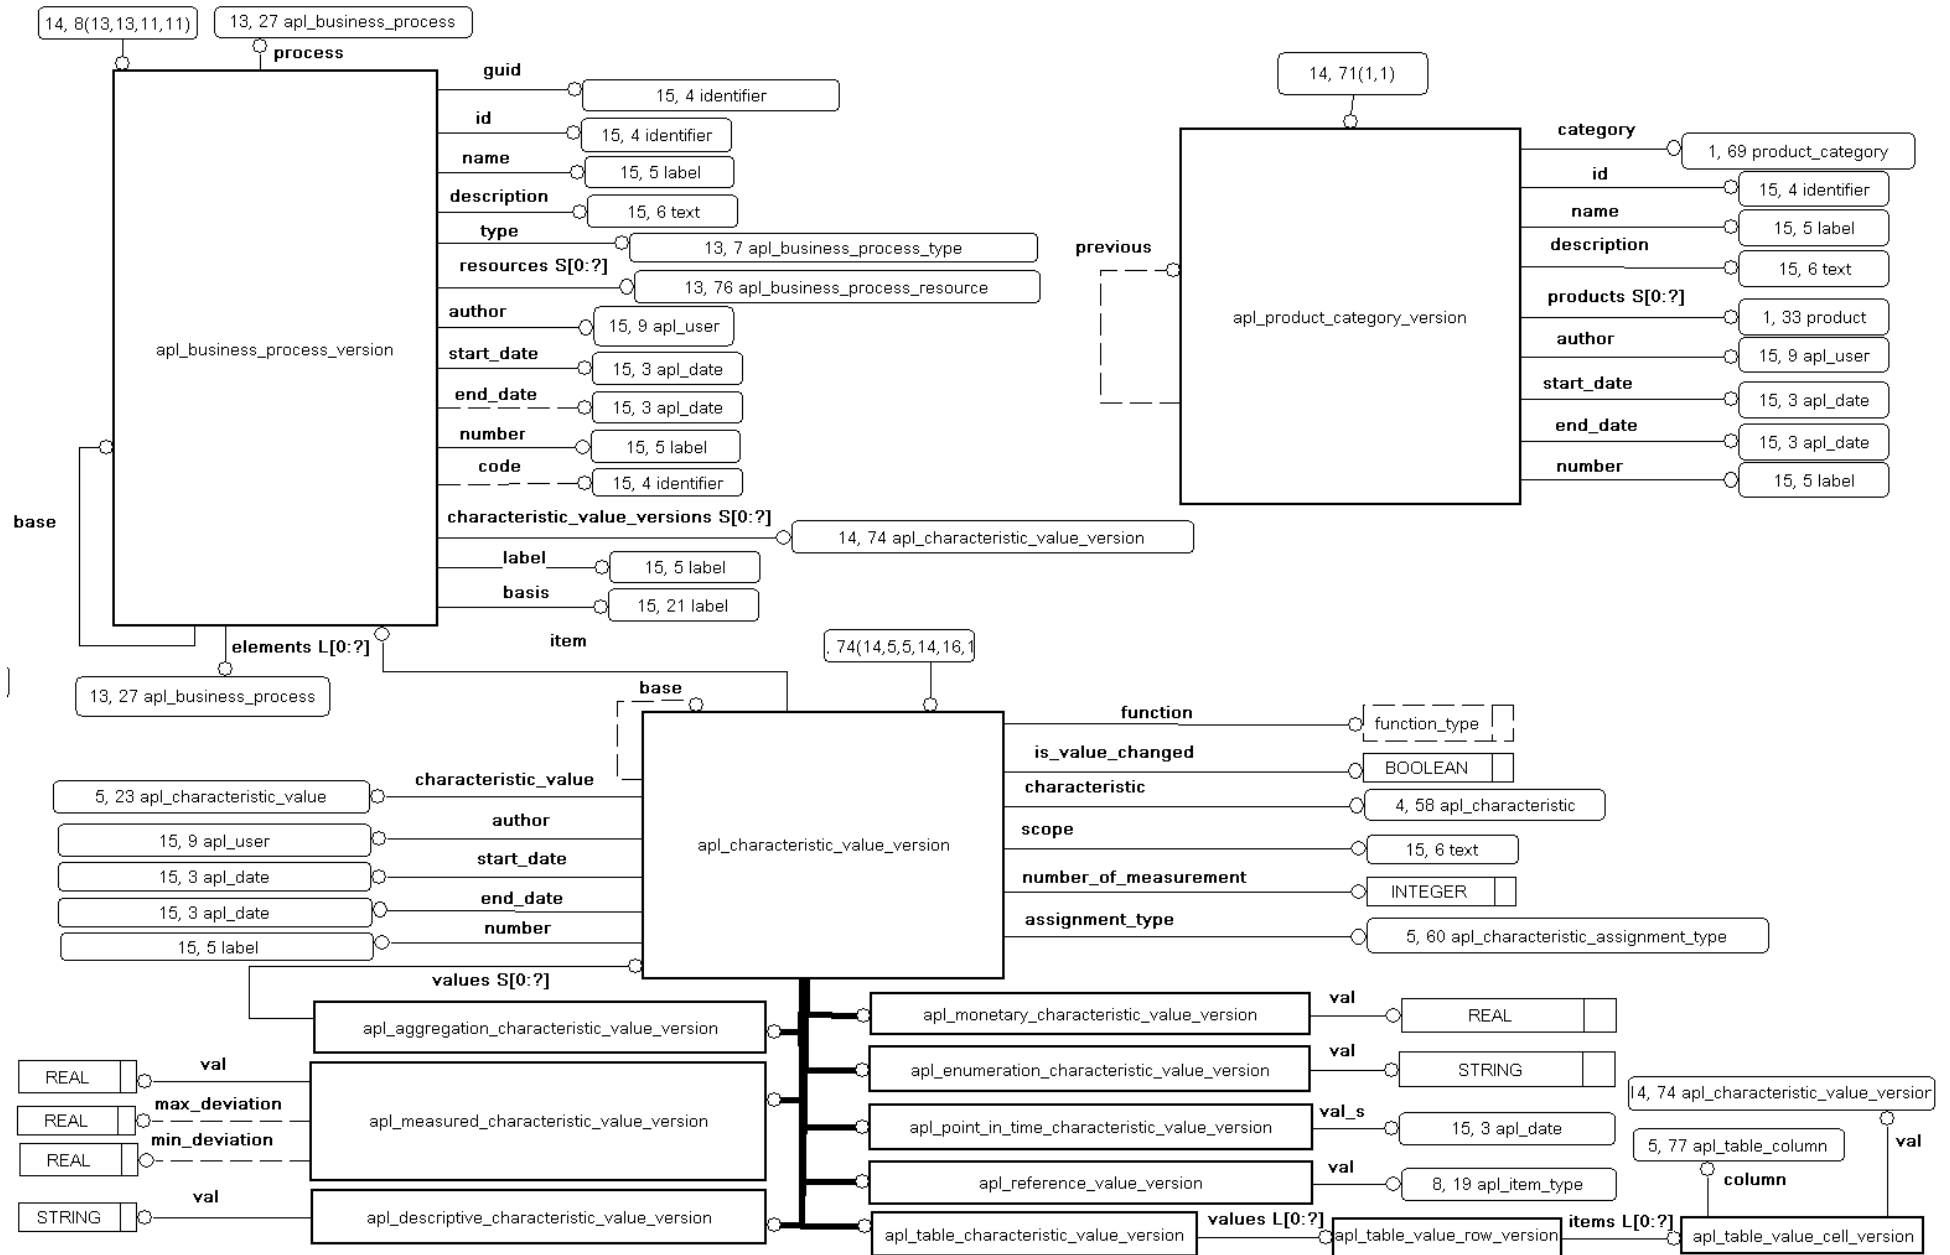 14, 8(13,13,11,11)
13, 27 apl_business_process
process
guid
15, 4 identifier
id
15, 4 identifier
name
15, 5 label
description
15, 6 text
type
13, 7 apl_business_process_type
resources S[0:?]
13, 76 apl_business_process_resource
author
15, 9 apl_user
apl_business_process_version
start_date
15, 3 apl_date
end_date
15, 3 apl_date
number
15, 5 label
code
15, 4 identifier
base
characteristic_value_versions S[0:?]
14, 74 apl_characteristic_value_version
label
15, 5 label
basis
15, 21 label
elements L[0:?]
item
13, 27 apl_business_process
14, 71(1,1)
category
1, 69 product_category
id
15, 4 identifier
name
15, 5 label
previous
description
15, 6 text
products S[0:?]
1, 33 product
apl_product_category_version
author
15, 9 apl_user
start_date
15, 3 apl_date
end_date
15, 3 apl_date
number
15, 5 label
. 74(14,5,5,14,16,1
base
function
function_type
is_value_changed
BOOLEAN
characteristic
4, 58 apl_characteristic
scope
15, 6 text
number_of_measurement
INTEGER
assignment_type
5, 60 apl_characteristic_assignment_type
apl_characteristic_value_version
characteristic_value
5, 23 apl_characteristic_value
author
15, 9 apl_user
start_date
15, 3 apl_date
end_date
15, 3 apl_date
number
15, 5 label
values S[0:?]
apl_aggregation_characteristic_value_version
val
REAL
max_deviation
REAL
min_deviation
REAL
apl_measured_characteristic_value_version
val
STRING
apl_descriptive_characteristic_value_version
apl_monetary_characteristic_value_version
val
REAL
apl_enumeration_characteristic_value_version
val
STRING
apl_point_in_time_characteristic_value_version
val_s
15, 3 apl_date
apl_reference_value_version
val
8, 19 apl_item_type
apl_table_characteristic_value_version
values L[0:?]
apl_table_value_row_version
items L[0:?]
apl_table_value_cell_version
14, 74 apl_characteristic_value_version
val
5, 77 apl_table_column
column